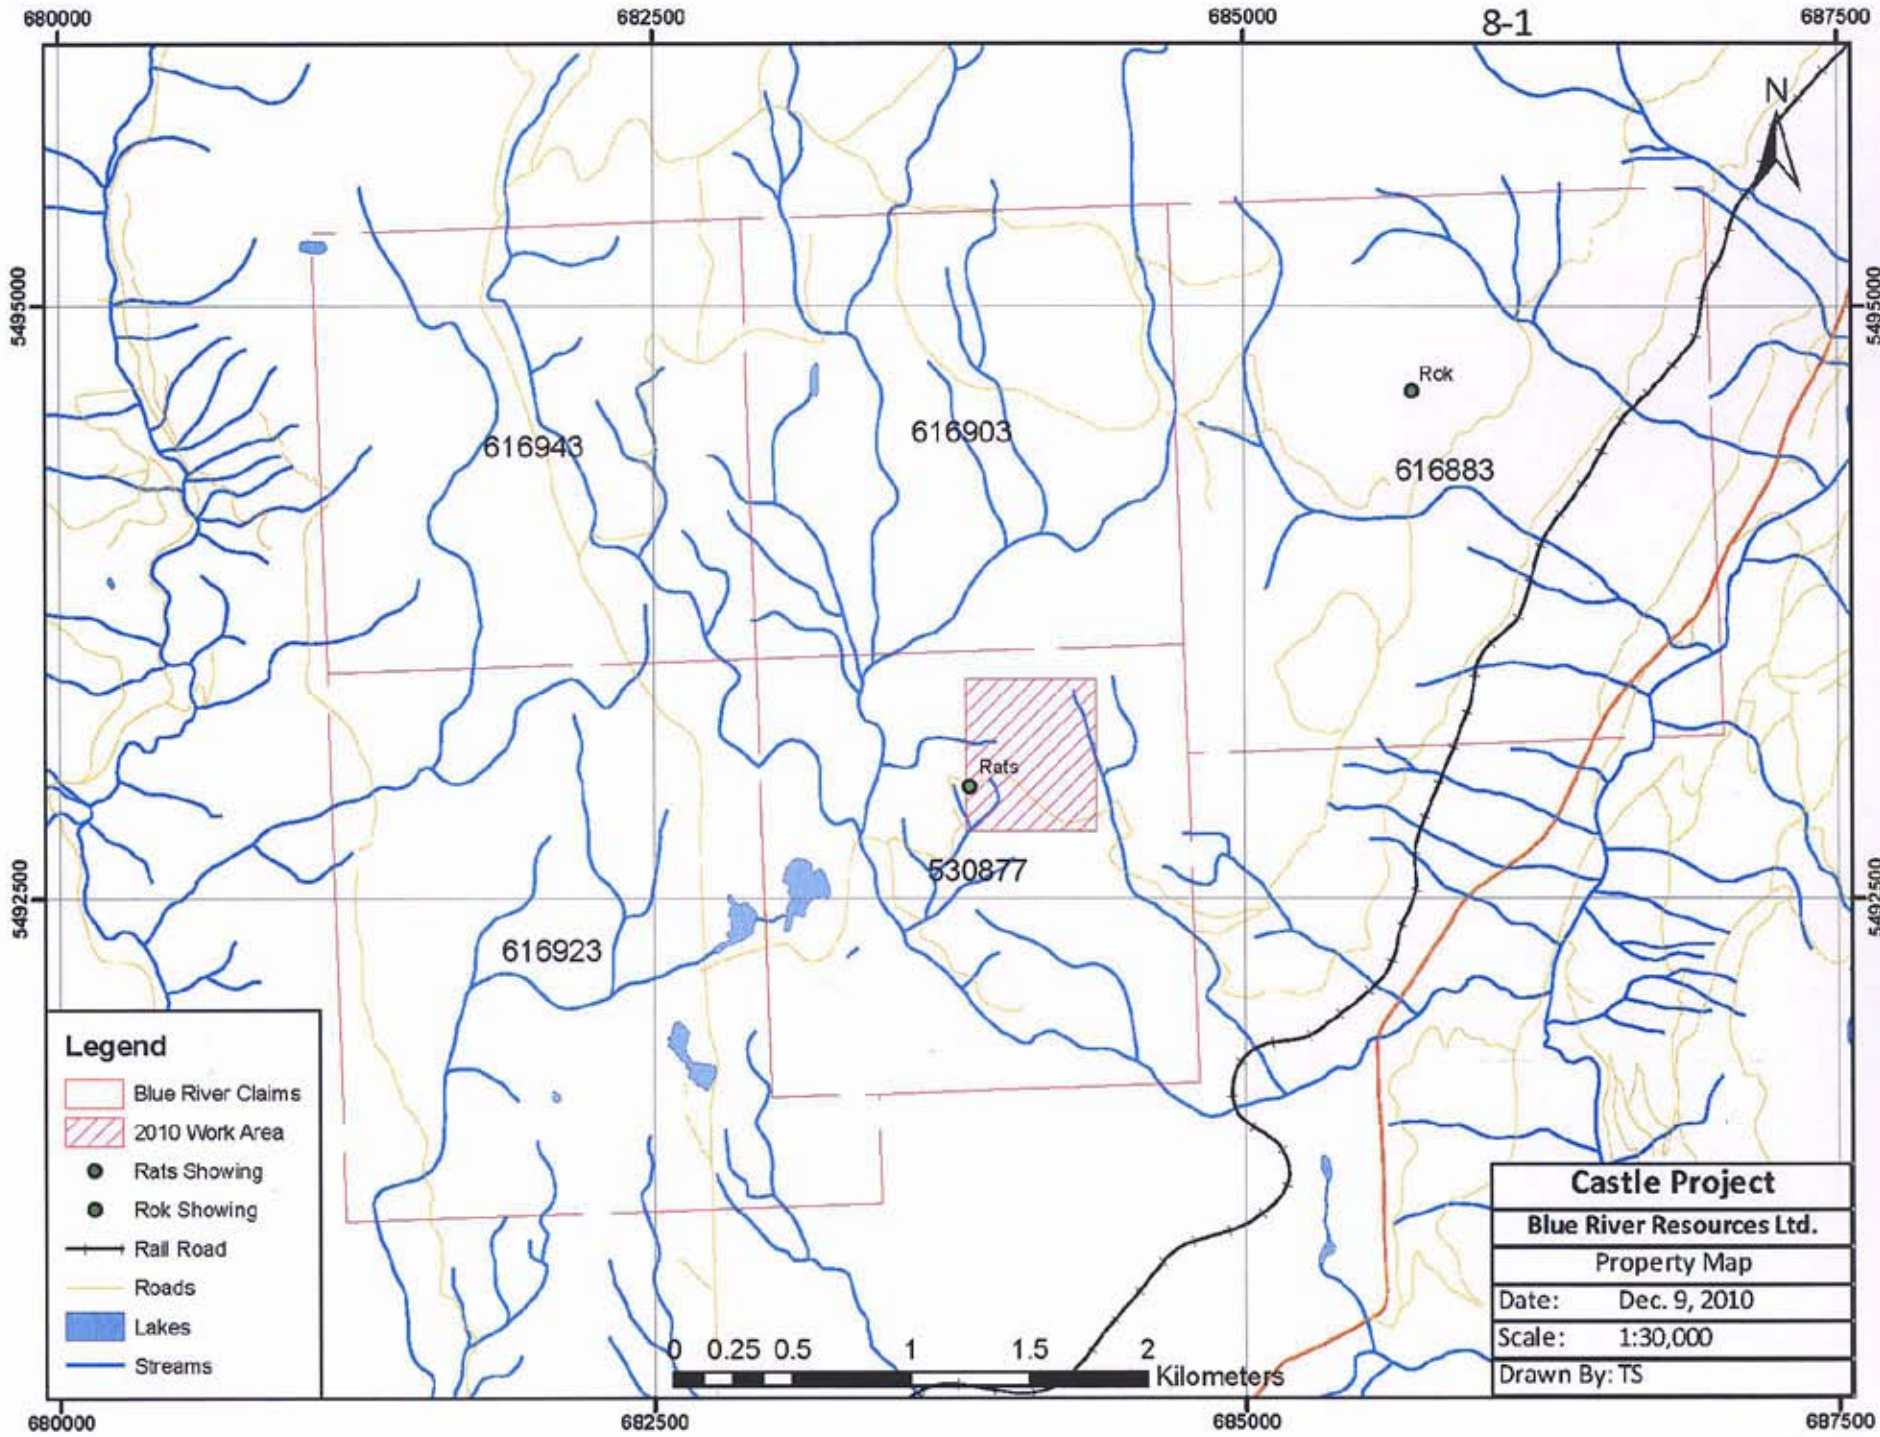 680000
682500
685000
8-1
687500
N
5495000
5495000
Rok
616943
616903
616883
Rats
530877
5492500
5492500
616923
Legend
Blue River Claims
2010 Work Area
Rats Showing
Rok Showing
Rail Road
Roads
Lakes
Streams
0 0.25 0.5 1 1.5 2
Kilometers
Castle Project
Blue River Resources Ltd.
Property Map
Date: Dec. 9, 2010
Scale: 1:30,000
Drawn By: TS
680000
682500
685000
687500